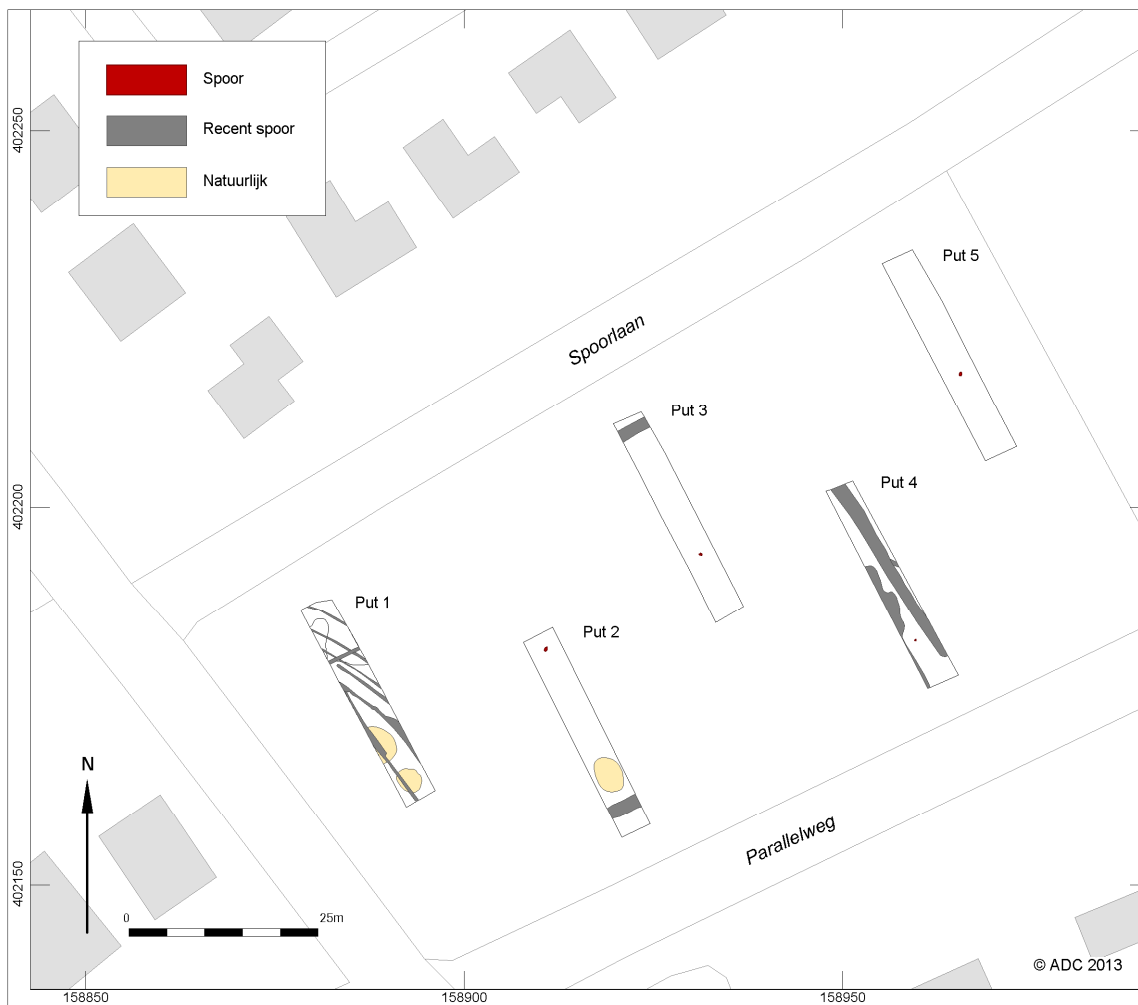 Spoor
Recent spoor
Natuurlijk
402250
402200
402150
Spoorlaan
Put 5
Put 3
Put 4
Put 1
Put 2
Parallelweg
N
0
25m
© ADC 2013
158850
158900
158950